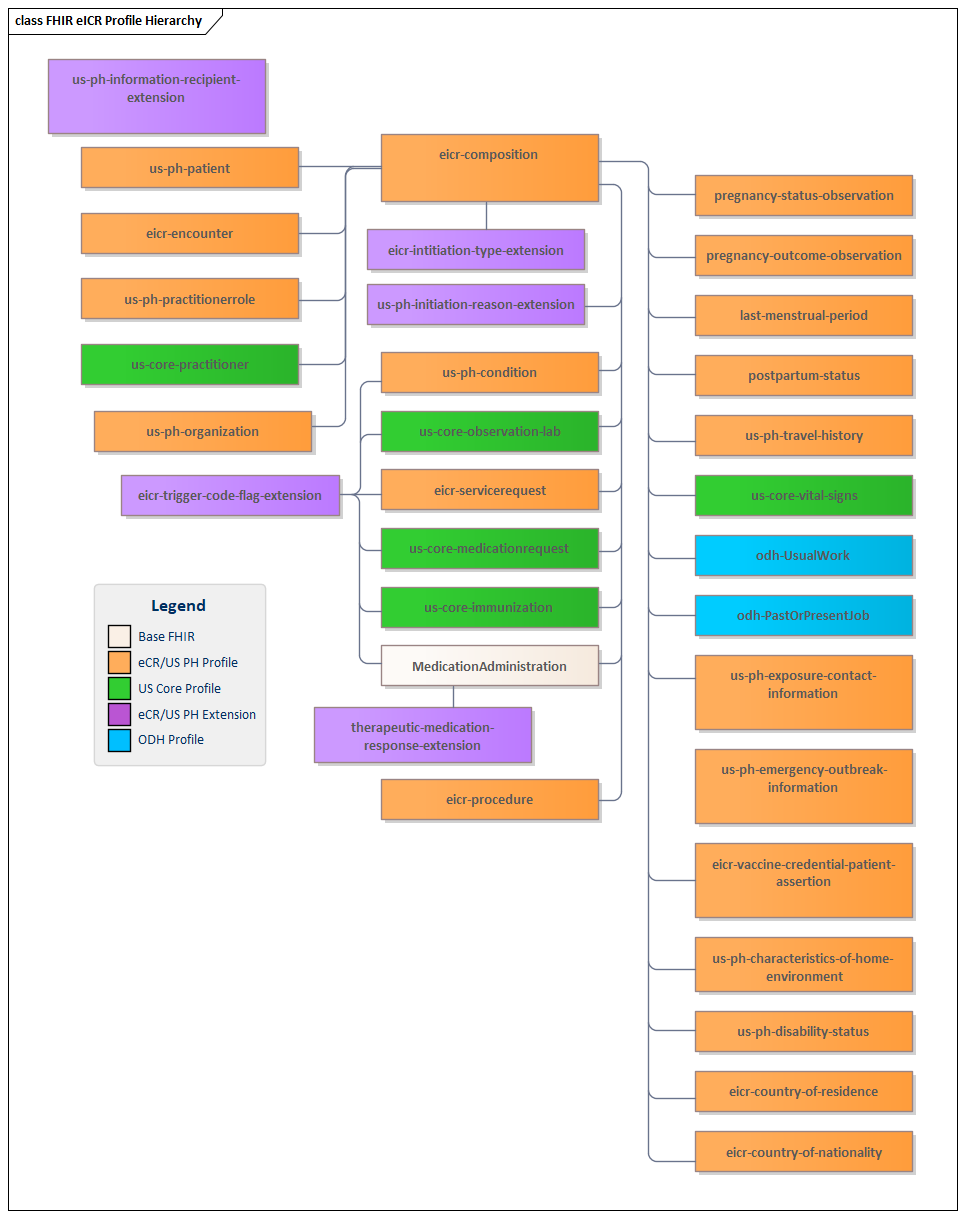 class FHIR eICR Profile Hierarchy
us-ph-information-recipient-
extension
us-ph-patient
eicr-encounter
us-ph-practitionerrole
us-core-practitioner
us-ph-organization
eicr-trigger-code-flag-extension
eicr-composition
eicr-intitiation-type-extension
us-ph-initiation-reason-extension
us-ph-condition
us-core-observation-lab
eicr-servicerequest
us-core-medicationrequest
us-core-immunization
MedicationAdministration
therapeutic-medication-
response-extension
eicr-procedure
pregnancy-status-observation
pregnancy-outcome-observation
last-menstrual-period
postpartum-status
us-ph-travel-history
us-core-vital-signs
odh-UsualWork
odh-PastOrPresentJob
us-ph-exposure-contact-
information
us-ph-emergency-outbreak-
information
eicr-vaccine-credential-patient-
assertion
us-ph-characteristics-of-home-
environment
us-ph-disability-status
eicr-country-of-residence
eicr-country-of-nationality
Legend
Base FHIR
eCR/US PH Profile
US Core Profile
eCR/US PH Extension
ODH Profile